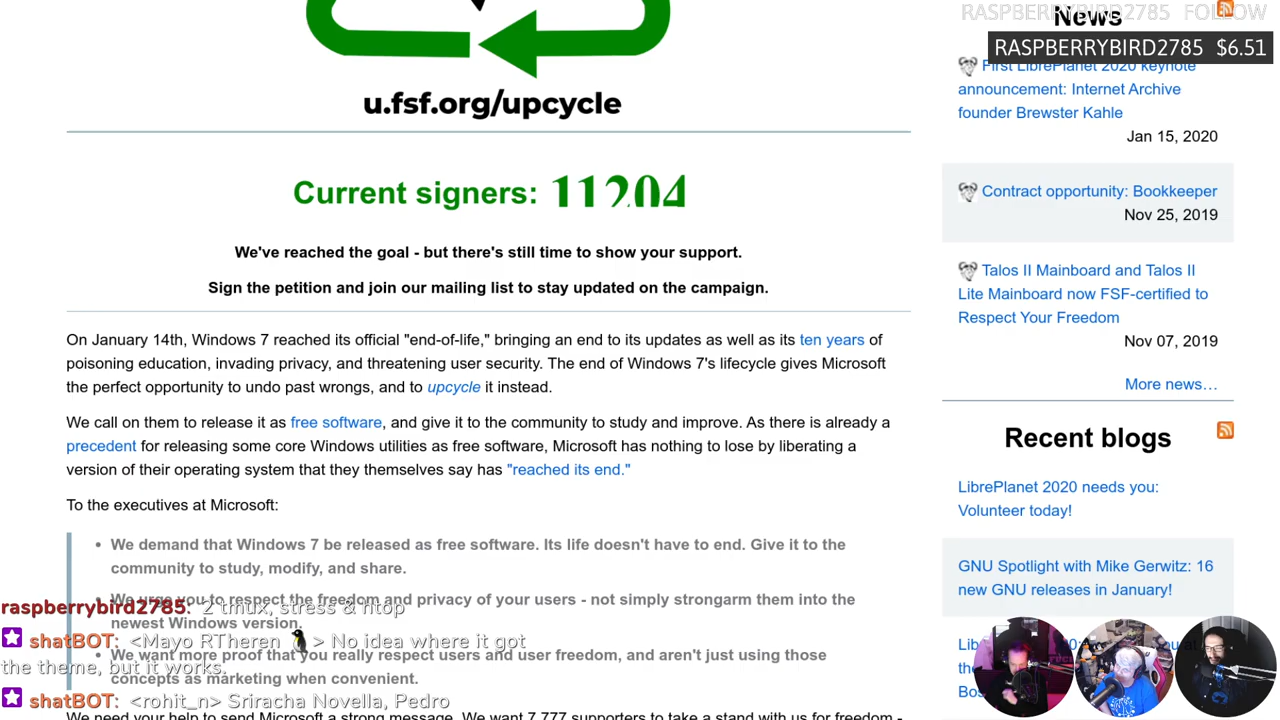 u.fsf.org/upcycle
Current signers: 11204
We've reached the goal - but there's still time to show your support.
Sign the petition and join our mailing list to stay updated on the campaign.
On January 14th, Windows 7 reached its official "end-of-life," bringing an end to its updates as well as its ten years of
poisoning education, invading privacy, and threatening user security. The end of Windows 7's lifecycle gives Microsoft
the perfect opportunity to undo past wrongs, and to upcycle it instead.
We call on them to release it as free software, and give it to the community to study and improve. As there is already a
precedent for releasing some core Windows utilities as free software, Microsoft has nothing to lose by liberating a
version of their operating system that they themselves say has "reached its end."
To the executives at Microsoft:
• We demand that Windows 7 be released as free software. Its life doesn't have to end. Give it to the
community to study, modify, and share.
We urge you to respect the freedom and privacy of your users - not simply strongarm them into the
newest Windows version.
We want more proof that you really respect users and user freedom, and aren't just using those
concepts as marketing when convenient.
We need your help to send Microsoft a strong message. We want 7,777 supporters to take a stand with us for freedom -
raspberrybird2785: 2 tmux, stress & htop
shatBOT: <Mayo RTheren 🐧 > No idea where it got
the theme, but it works.
shatBOT: <rohit_n> Sriracha Novella, Pedro
RASPBERRYBIRD2785 FOLLOW
News
RASPBERRYBIRD2785 $6.51
First LibrePlanet 2020 keynote
announcement: Internet Archive
founder Brewster Kahle
Jan 15, 2020
Contract opportunity: Bookkeeper
Nov 25, 2019
Talos II Mainboard and Talos II
Lite Mainboard now FSF-certified to
Respect Your Freedom
Nov 07, 2019
More news…
Recent blogs
LibrePlanet 2020 needs you:
Volunteer today!
GNU Spotlight with Mike Gerwitz: 16
new GNU releases in January!